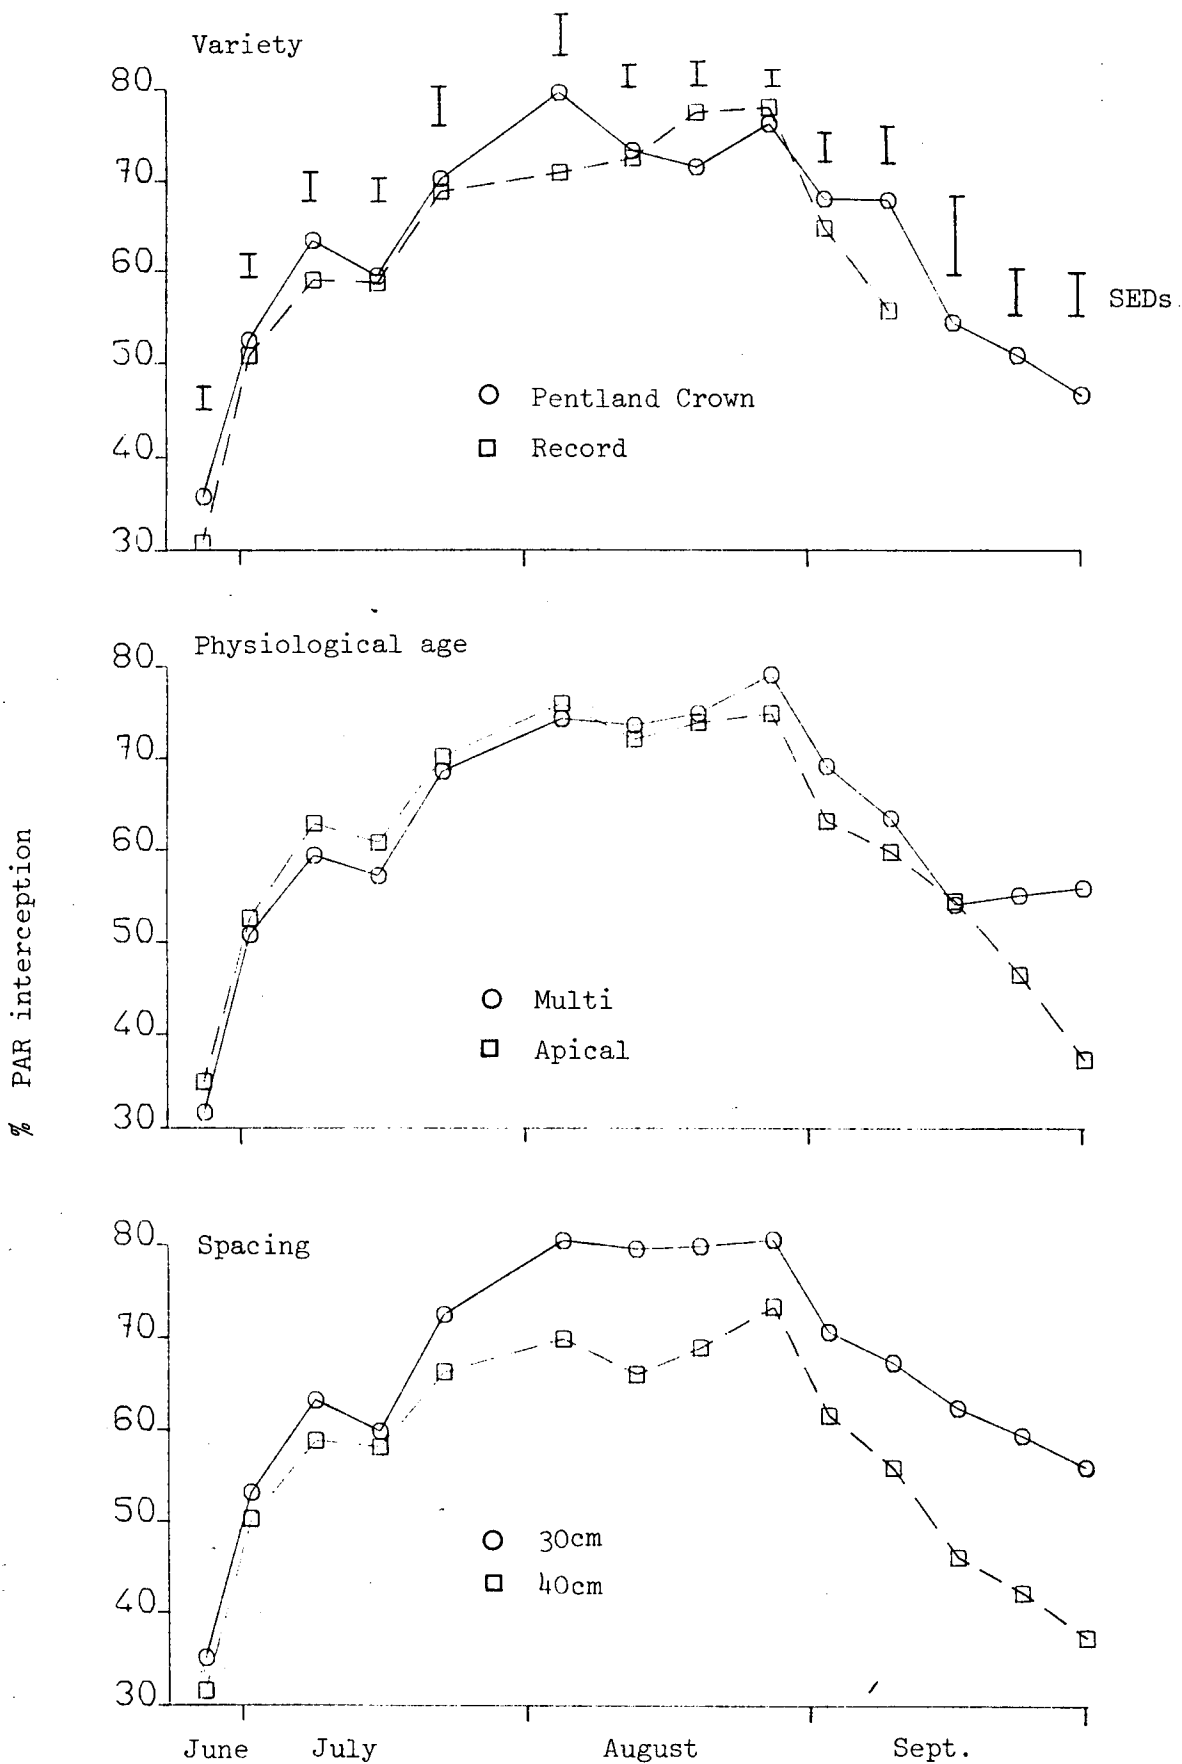 Variety
80
70
60
50
40
30
SEDs.
Pentland Crown
Record
Physiological age
80
70
60
50
40
30
Multi
Apical
% PAR interception
Spacing
80
70
60
50
40
30
30cm
40cm
June July August Sept.